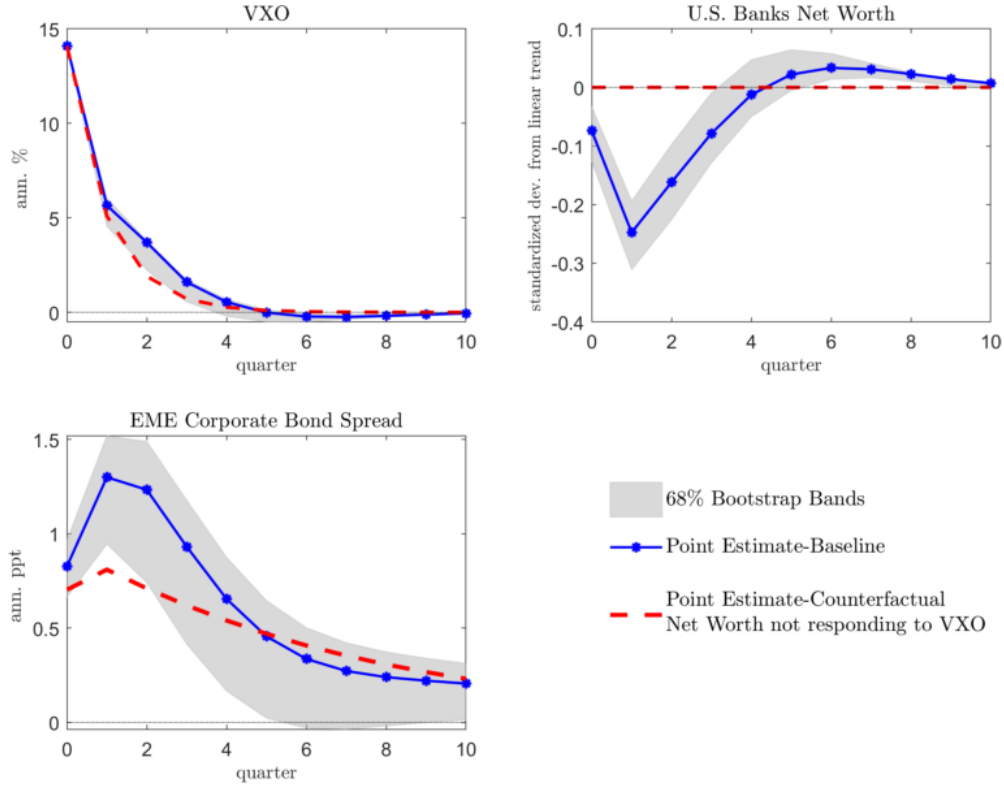 VXO
15
10
5
0
ann. %
0 2 4 6 8 10
quarter
U.S. Banks Net Worth
0.1
0
-0.1
-0.2
-0.3
-0.4
standardized dev. from linear trend
0 2 4 6 8 10
quarter
EME Corporate Bond Spread
1.5
1
0.5
0
ann. ppt
0 2 4 6 8 10
quarter
68% Bootstrap Bands
Point Estimate-Baseline
Point Estimate-Counterfactual
Net Worth not responding to VXO